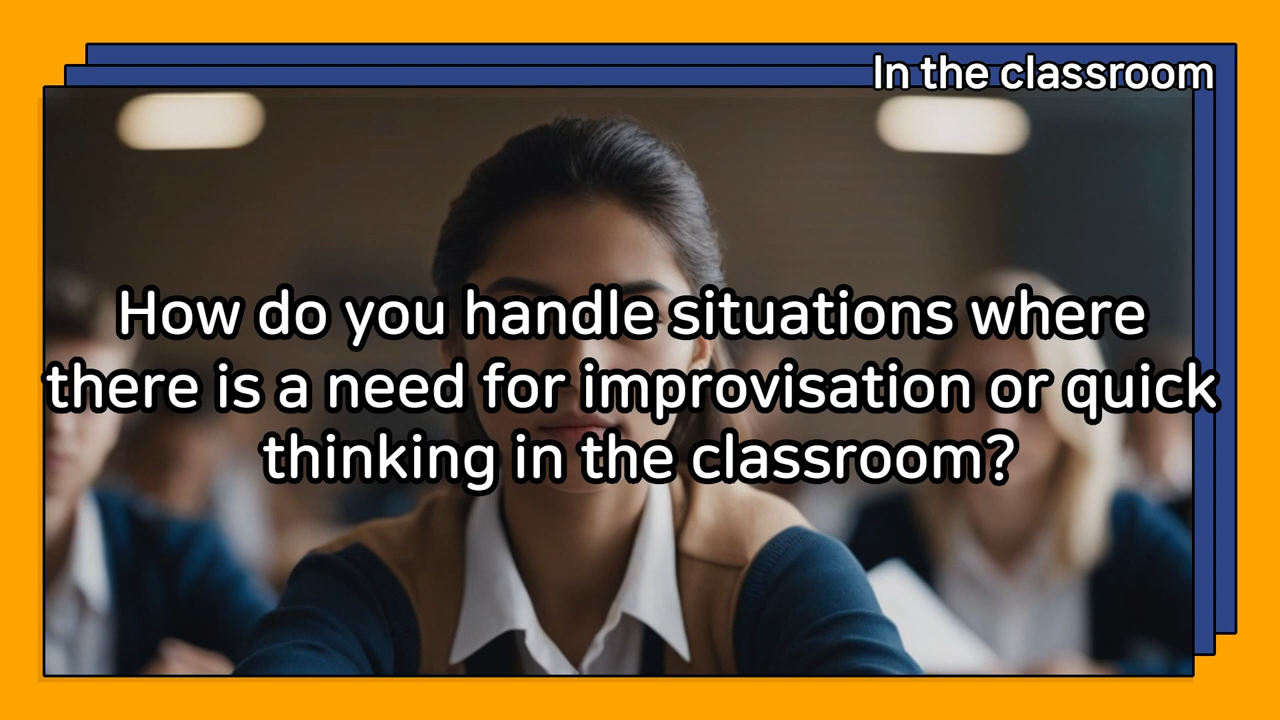 In the classroom
How do you handle situations where
there is a need for improvisation or quick
thinking in the classroom?